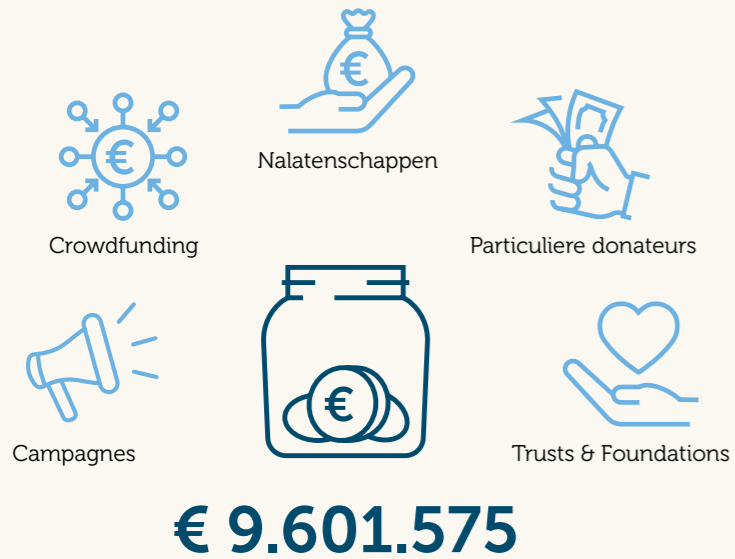 €
Nalatenschappen
€
Crowdfunding
Particuliere donateurs
€
Campagnes
Trusts & Foundations
€ 9.601.575